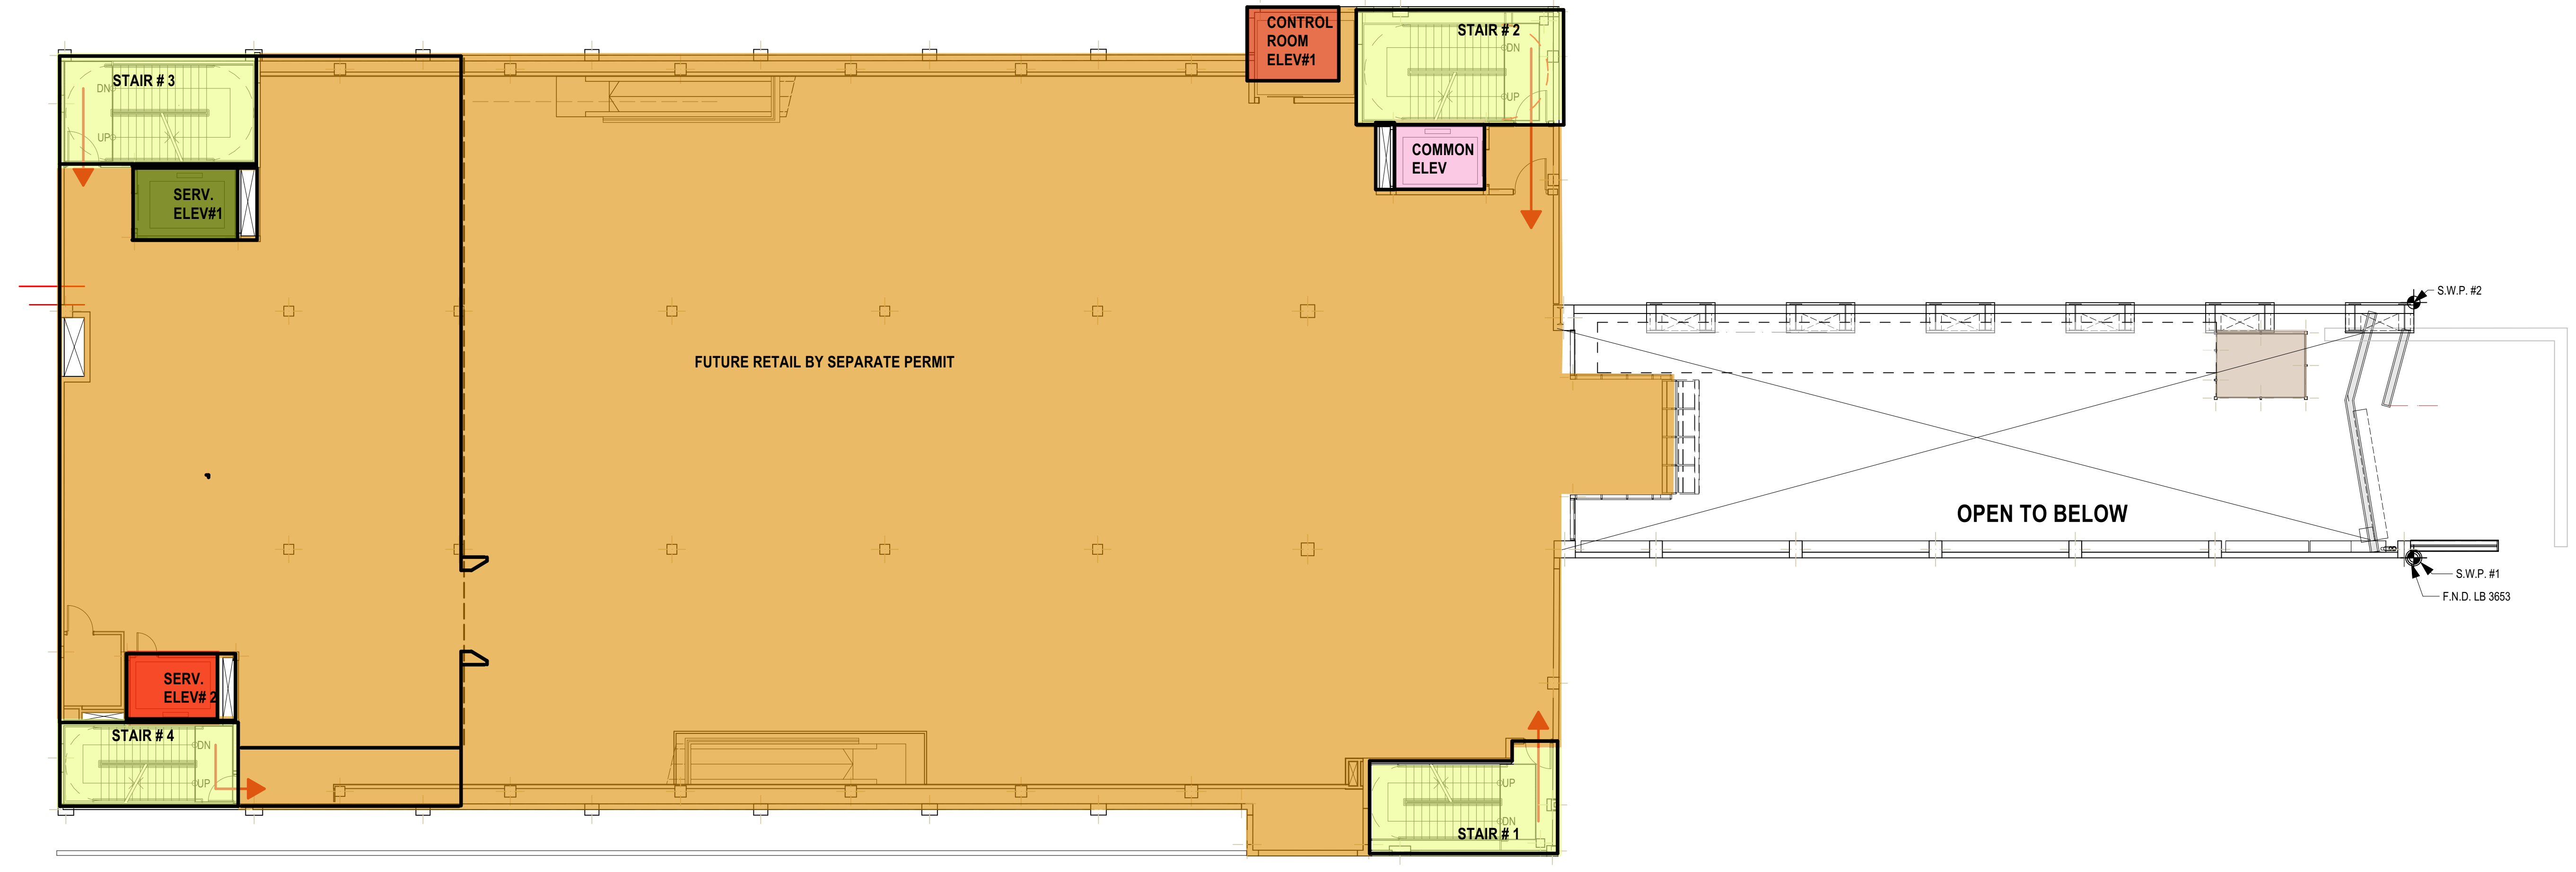 CONTROL
ROOM
ELEV#1
STAIR # 2
DN
UP
STAIR # 3
DN
UP
COMMON
ELEV
SERV.
ELEV#1
S.W.P. #2
FUTURE RETAIL BY SEPARATE PERMIT
OPEN TO BELOW
S.W.P. #1
F.N.D. LB 3653
SERV.
ELEV# 2
STAIR # 4
DN
UP
UP
DN
STAIR # 1